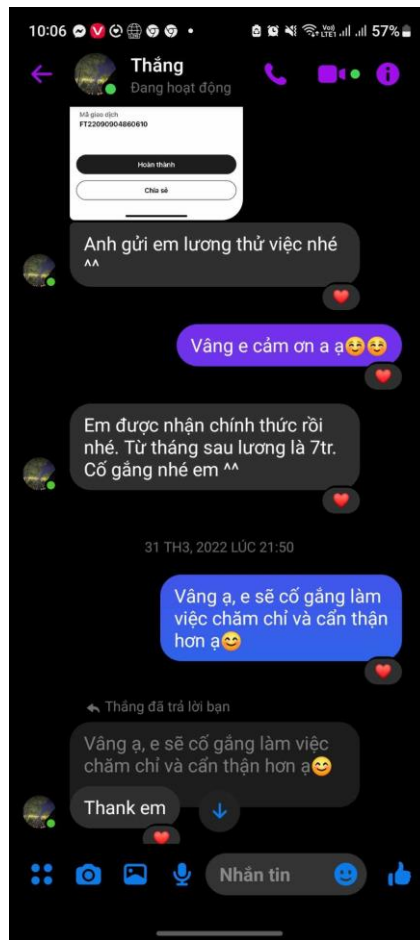 10:06
57%
Thắng
Đang hoạt động
Mã giao dịch
FT22090904860610
Hoàn thành
Chia sẻ
Anh gửi em lương thử việc nhé
^^
Vâng e cảm ơn a ạ☺️☺️
Em được nhận chính thức rồi
nhé. Từ tháng sau lương là 7tr.
Cố gắng nhé em ^^
31 TH3, 2022 LÚC 21:50
Vâng ạ, e sẽ cố gắng làm
việc chăm chỉ và cẩn thận
hơn ạ😊
Thắng đã trả lời bạn
Vâng ạ, e sẽ cố gắng làm việc
chăm chỉ và cẩn thận hơn ạ😊
Thank em
Nhắn tin